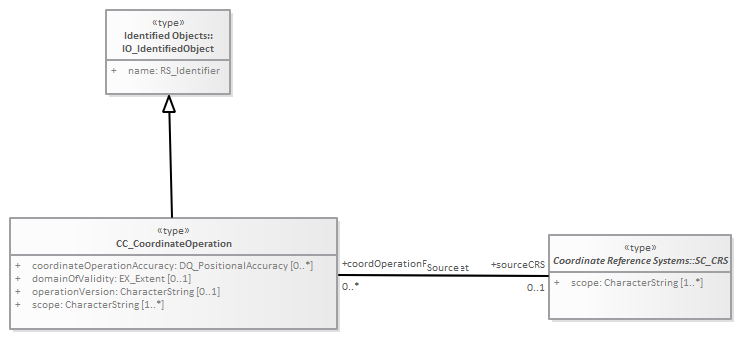 «type»
Identified Objects::
IO_IdentifiedObject
+ name: RS_Identifier
«type»
CC_CoordinateOperation
+ coordinateOperationAccuracy: DQ_PositionalAccuracy [0..*]
+ domainOfValidity: EX_Extent [0..1]
+ operationVersion: CharacterString [0..1]
+ scope: CharacterString [1..*]
Source
+sourceCRS
0..*
0..1
«type»
Coordinate Reference Systems::SC_CRS
+ scope: CharacterString [1..*]